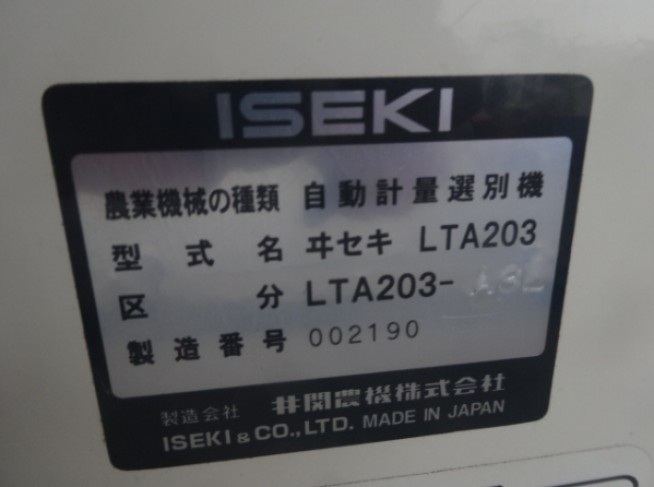 ISEKI
農業機械の種類 自動計量選別機
型式名 ヰセキ LTA203
区分 LTA203- A3L
製造番号 002190
製造会社 井関農機株式会社
ISEKI & CO., LTD. MADE IN JAPAN